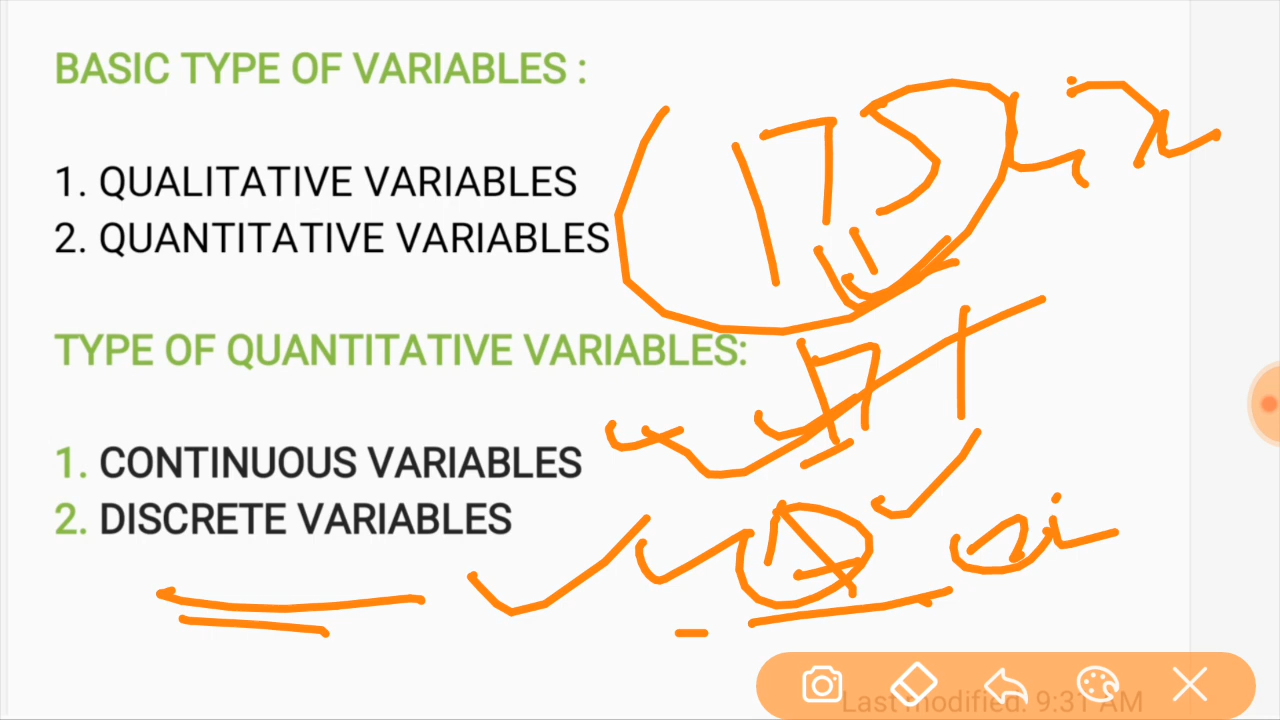 BASIC TYPE OF VARIABLES :
1. QUALITATIVE VARIABLES
2. QUANTITATIVE VARIABLES
TYPE OF QUANTITATIVE VARIABLES:
1. CONTINUOUS VARIABLES
2. DISCRETE VARIABLES
Last modified: 9:31 AM